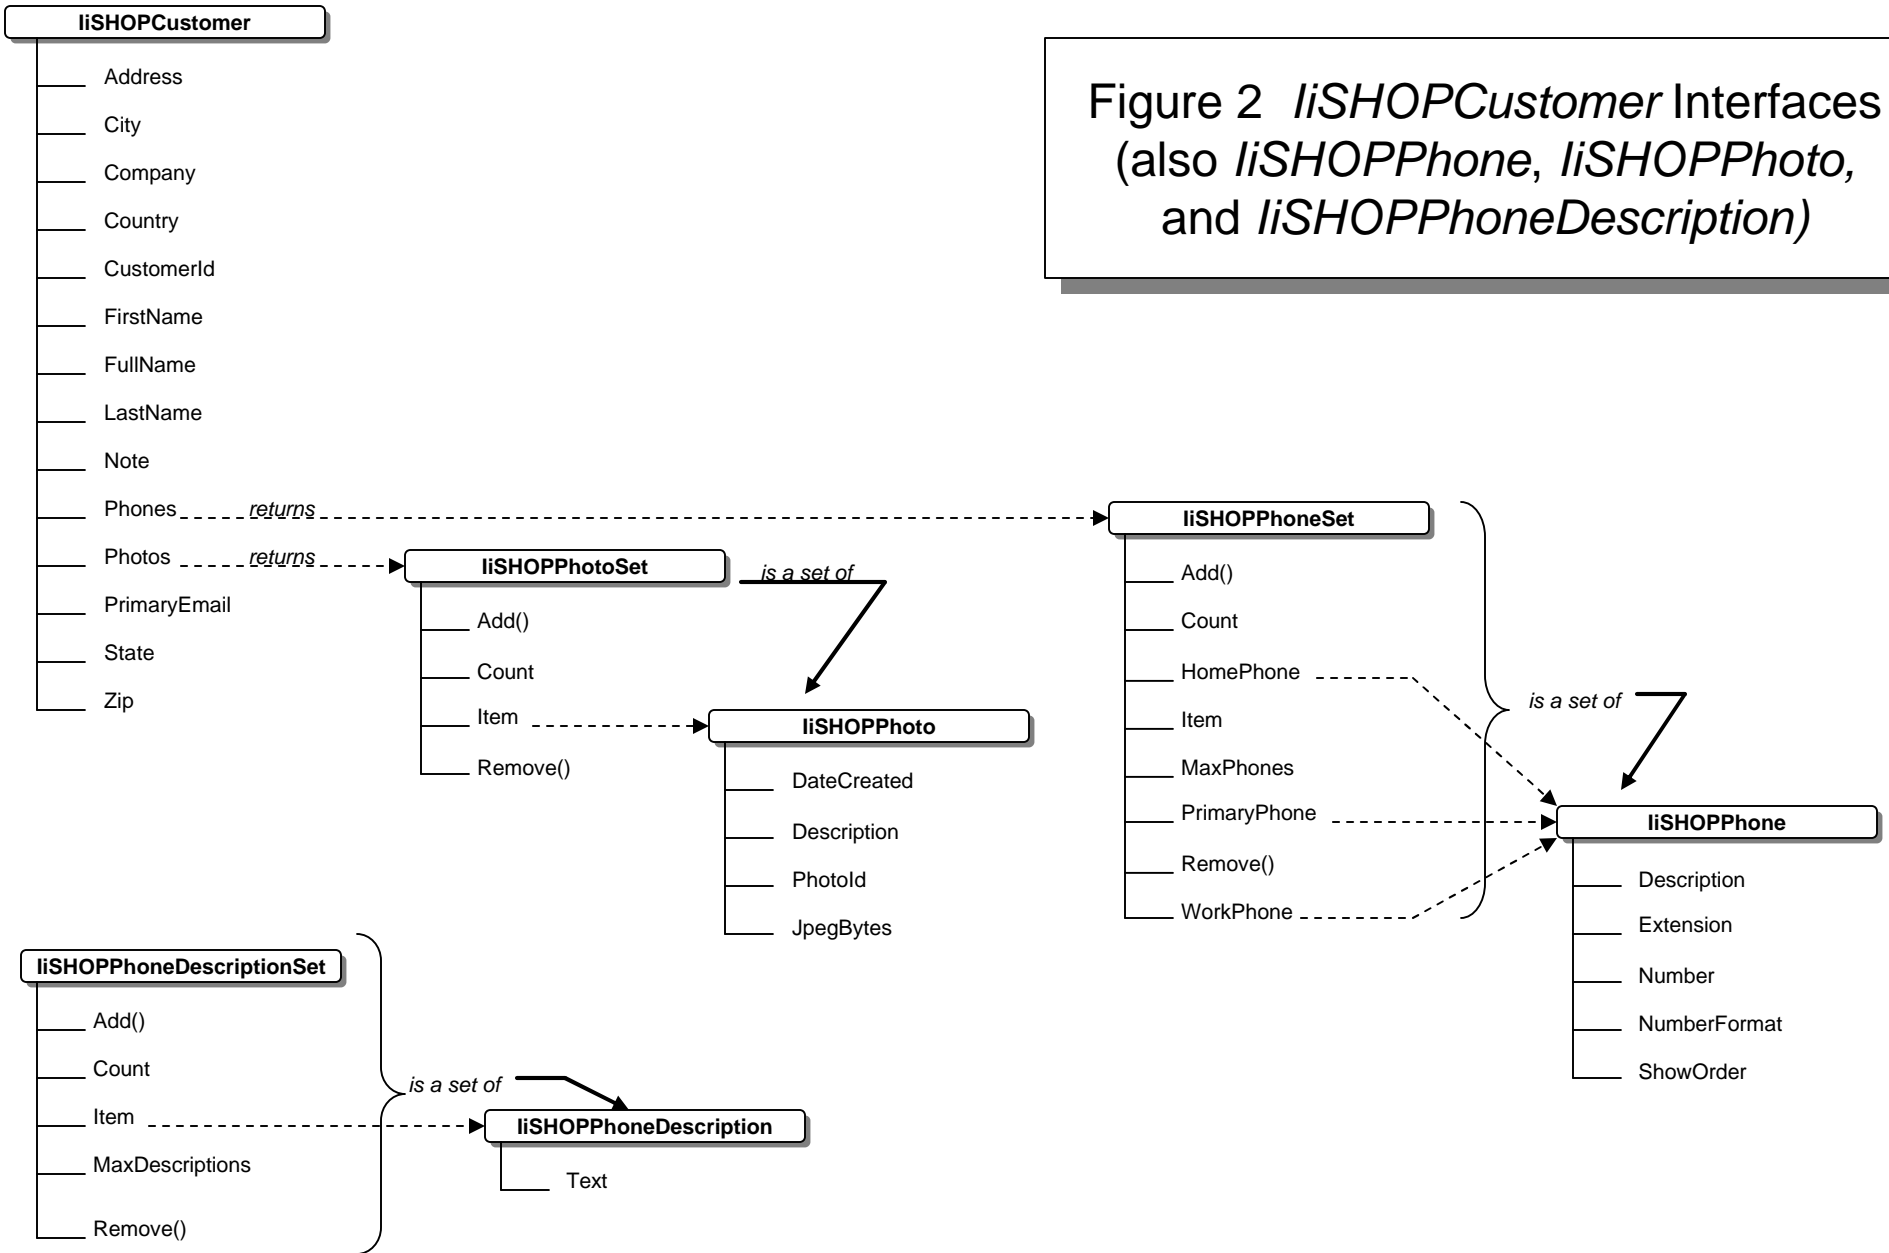 IiSHOPCustomer
Address
City
Company
Country
CustomerId
FirstName
FullName
LastName
Note
Phones returns
Photos returns
PrimaryEmail
State
Zip
Figure 2 IiSHOPCustomer Interfaces
(also IiSHOPPhone, IiSHOPPhoto,
and IiSHOPPhoneDescription)
IiSHOPPhotoSet
is a set of
Add()
Count
Item
Remove()
IiSHOPPhoto
DateCreated
Description
PhotoId
JpegBytes
IiSHOPPhoneSet
Add()
Count
HomePhone
Item
MaxPhones
PrimaryPhone
Remove()
WorkPhone
is a set of
IiSHOPPhone
Description
Extension
Number
NumberFormat
ShowOrder
IiSHOPPhoneDescriptionSet
Add()
Count
Item
MaxDescriptions
Remove()
is a set of
IiSHOPPhoneDescription
Text